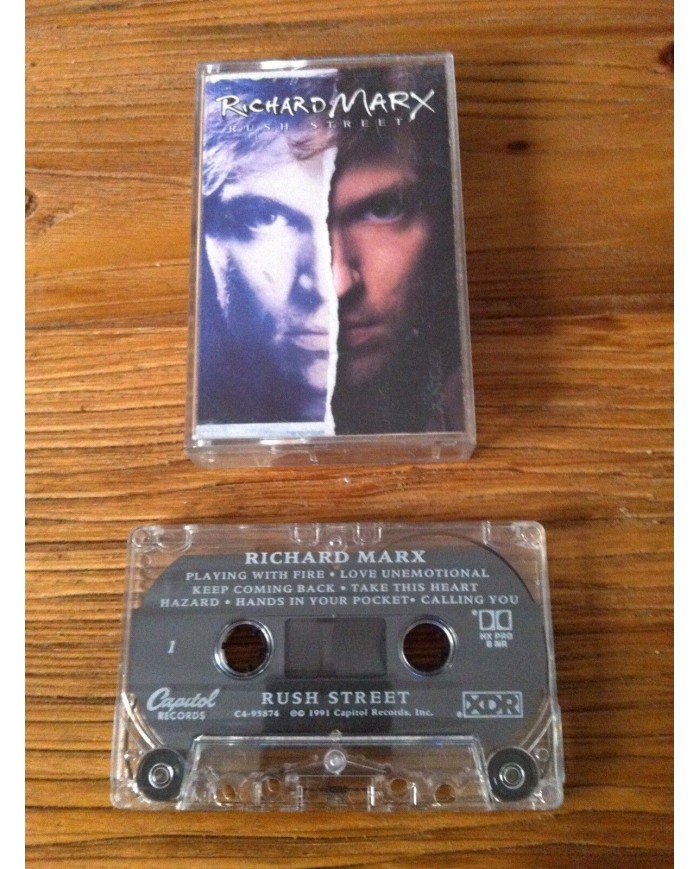 RICHARD MARX
RUSH STREET
RICHARD MARX
PLAYING WITH FIRE • LOVE UNEMOTIONAL
KEEP COMING BACK • TAKE THIS HEART
HAZARD • HANDS IN YOUR POCKET• CALLING YOU
1
HX PRO
B NR
Capitol
RECORDS
RUSH STREET
C4-95874 ℗© 1991 Capitol Records, Inc.
XDR®